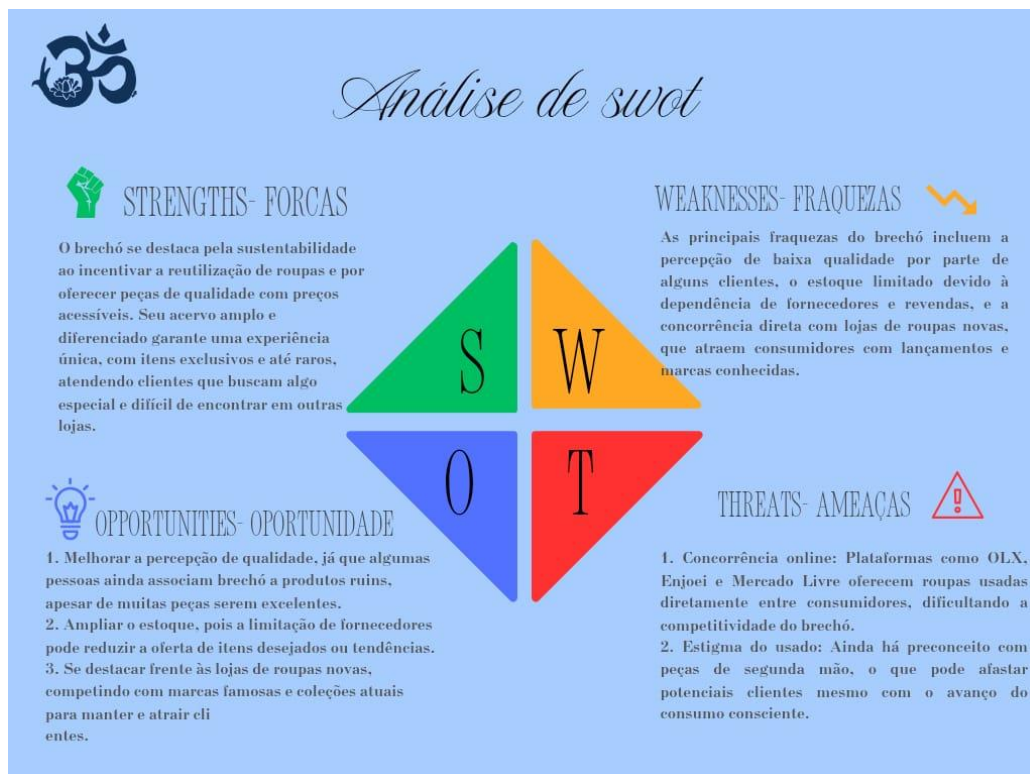 Análise de swot
STRENGTHS- FORCAS
O brechó se destaca pela sustentabilidade
ao incentivar a reutilização de roupas e por
oferecer peças de qualidade com preços
acessíveis. Seu acervo amplo e
diferenciado garante uma experiência
única, com itens exclusivos e até raros,
atendendo clientes que buscam algo
especial e difícil de encontrar em outras
lojas.
WEAKNESSES- FRAQUEZAS
As principais fraquezas do brechó incluem a
percepção de baixa qualidade por parte de
alguns clientes, o estoque limitado devido à
dependência de fornecedores e revendas, e a
concorrência direta com lojas de roupas novas,
que atraem consumidores com lançamentos e
marcas conhecidas.
S
W
O
T
OPPORTUNITIES- OPORTUNIDADE
1. Melhorar a percepção de qualidade, já que algumas
pessoas ainda associam brechó a produtos ruins,
apesar de muitas peças serem excelentes.
2. Ampliar o estoque, pois a limitação de fornecedores
pode reduzir a oferta de itens desejados ou tendências.
3. Se destacar frente às lojas de roupas novas,
competindo com marcas famosas e coleções atuais
para manter e atrair cli
entes.
THREATS- AMEAÇAS
1. Concorrência online: Plataformas como OLX,
Enjoei e Mercado Livre oferecem roupas usadas
diretamente entre consumidores, dificultando a
competitividade do brechó.
2. Estigma do usado: Ainda há preconceito com
peças de segunda mão, o que pode afastar
potenciais clientes mesmo com o avanço do
consumo consciente.